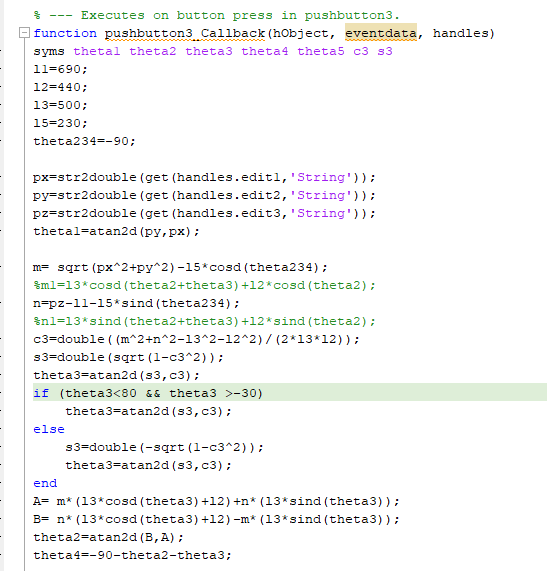 % --- Executes on button press in pushbutton3.
function pushbutton3_Callback(hObject, eventdata, handles)
syms theta1 theta2 theta3 theta4 theta5 c3 s3
l1=690;
l2=440;
l3=500;
l5=230;
theta234=-90;
px=str2double(get(handles.edit1,'String'));
py=str2double(get(handles.edit2,'String'));
pz=str2double(get(handles.edit3,'String'));
theta1=atan2d(py,px);
m= sqrt(px^2+py^2)-l5*cosd(theta234);
%m1=l3*cosd(theta2+theta3)+l2*cosd(theta2);
n=pz-l1-l5*sind(theta234);
%n1=l3*sind(theta2+theta3)+l2*sind(theta2);
c3=double((m^2+n^2-l3^2-l2^2)/(2*l3*l2));
s3=double(sqrt(1-c3^2));
theta3=atan2d(s3,c3);
if (theta3<80 && theta3 >-30)
theta3=atan2d(s3,c3);
else
s3=double(-sqrt(1-c3^2));
theta3=atan2d(s3,c3);
end
A= m*(l3*cosd(theta3)+l2)+n*(l3*sind(theta3));
B= n*(l3*cosd(theta3)+l2)-m*(l3*sind(theta3));
theta2=atan2d(B,A);
theta4=-90-theta2-theta3;